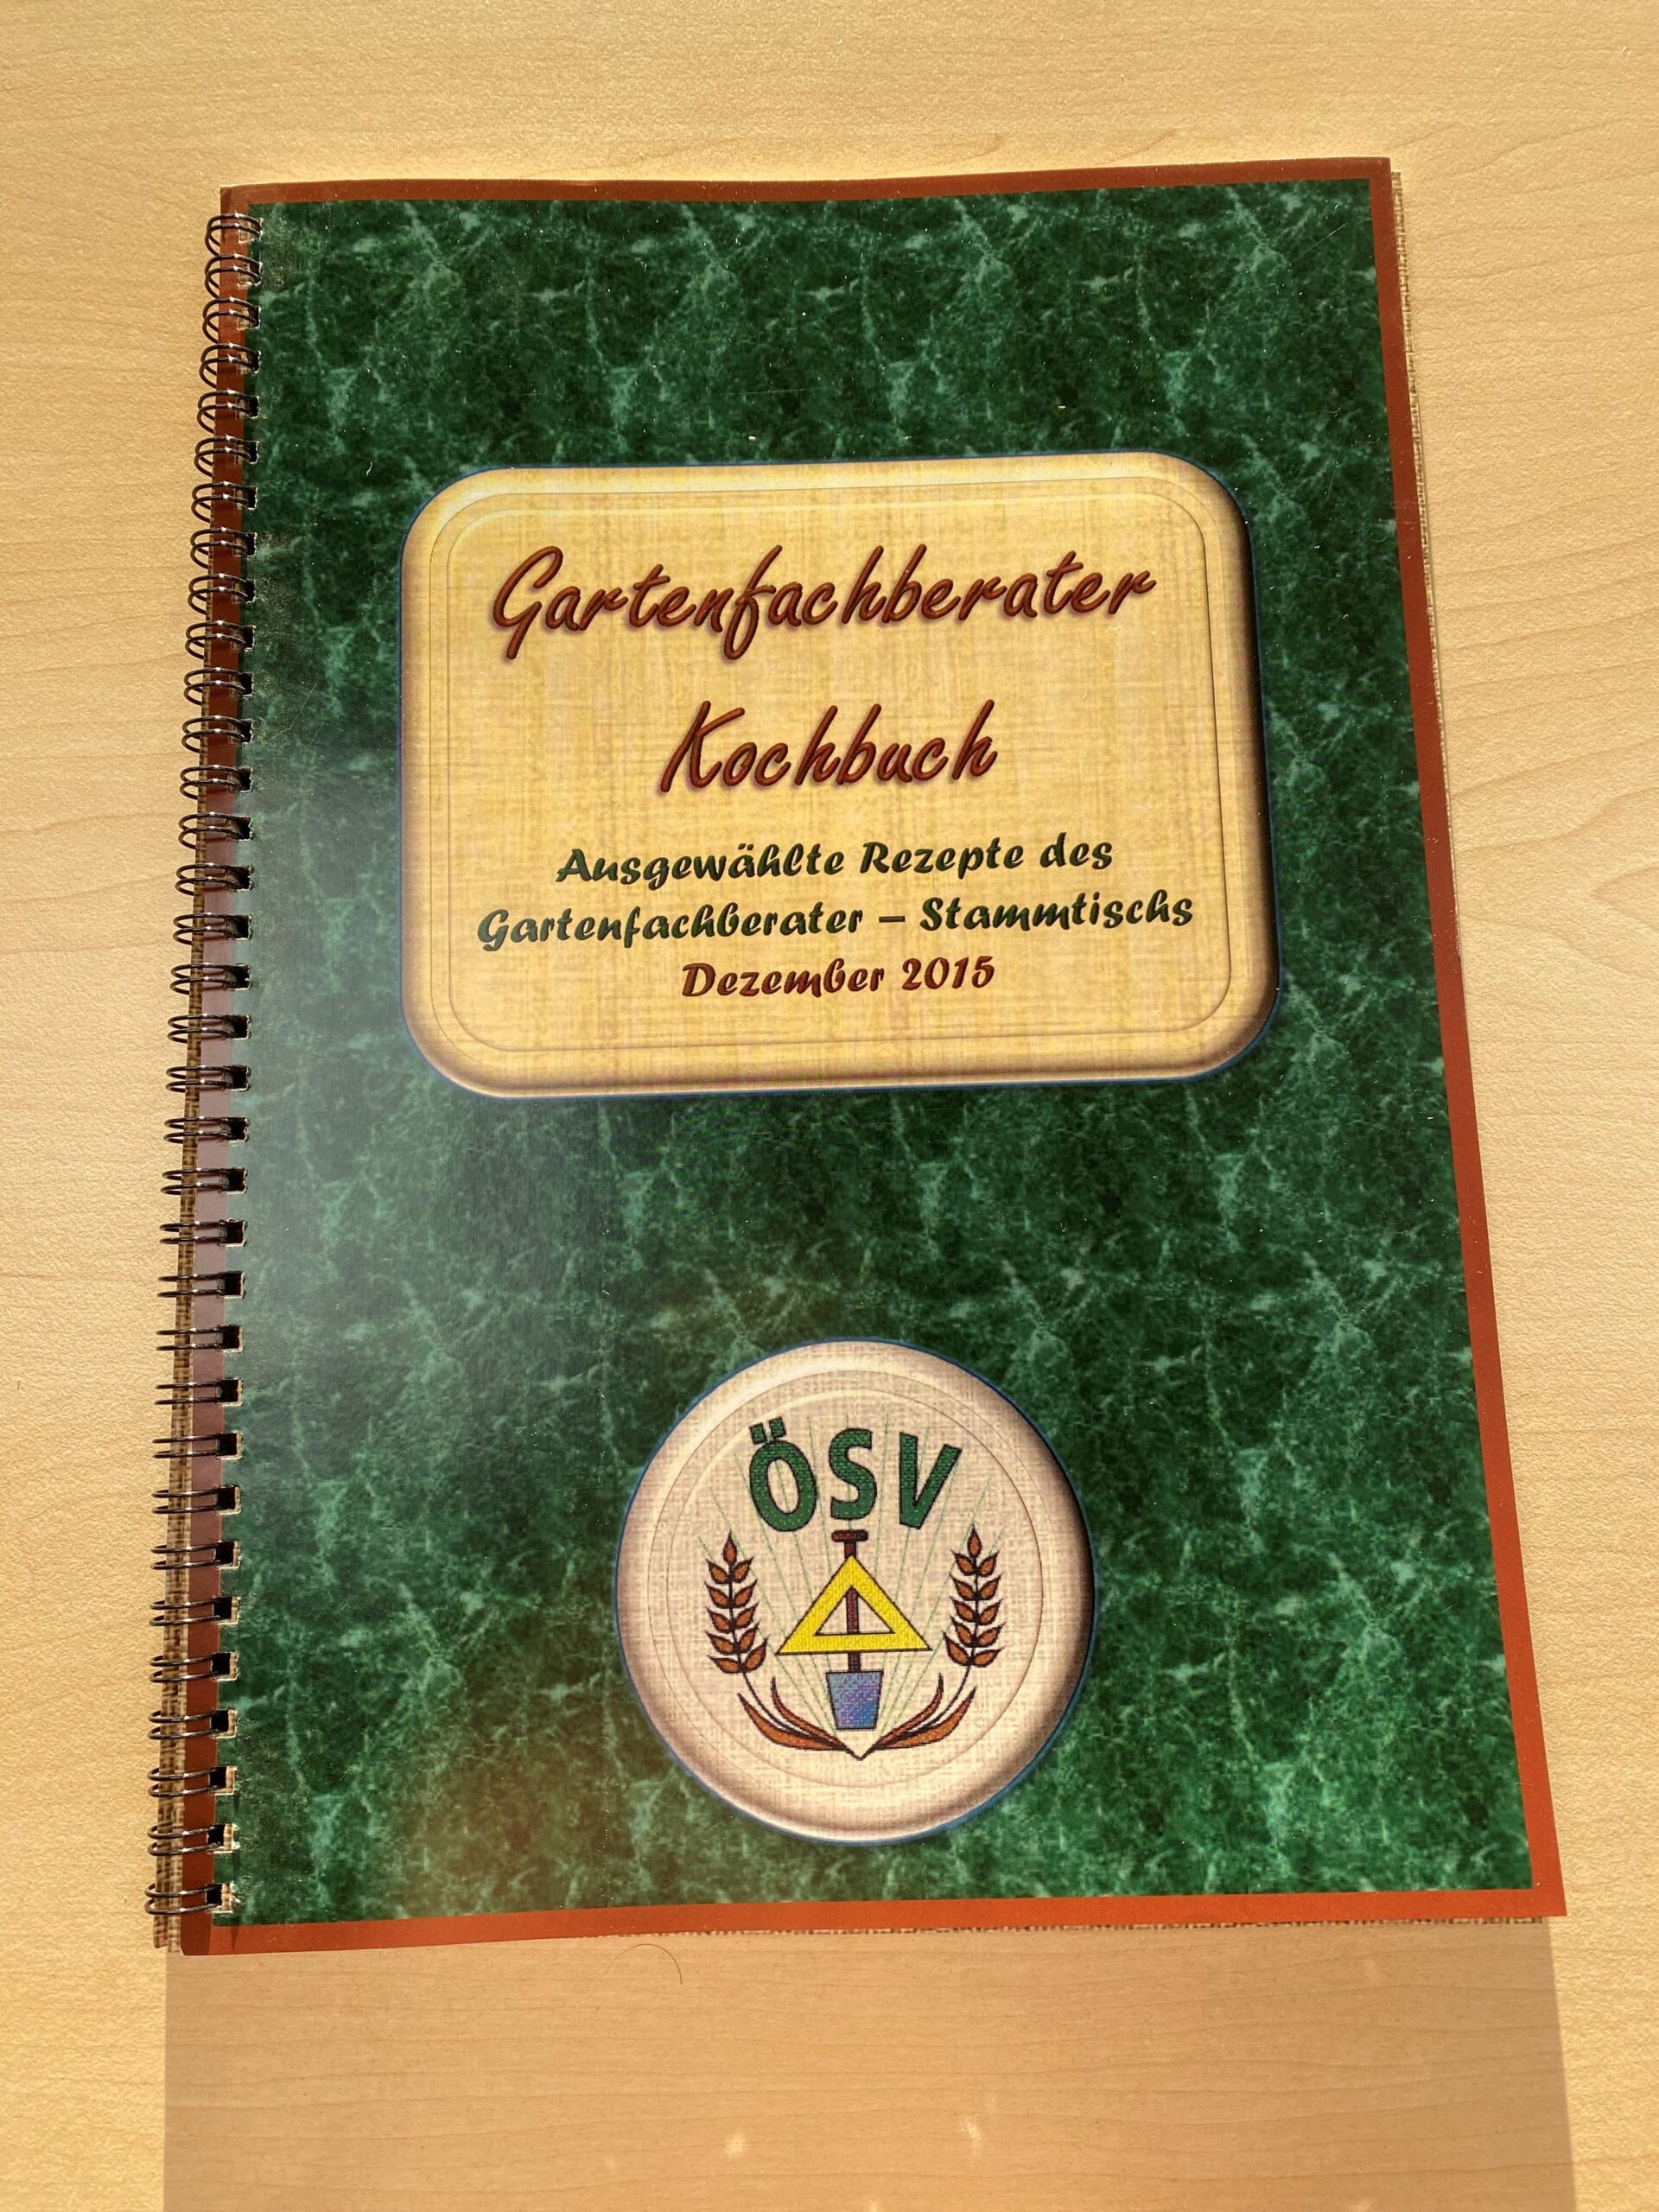 Gartenfachberater
Kochbuch
Ausgewählte Rezepte des
Gartenfachberater – Stammtischs
Dezember 2015
ÖSV